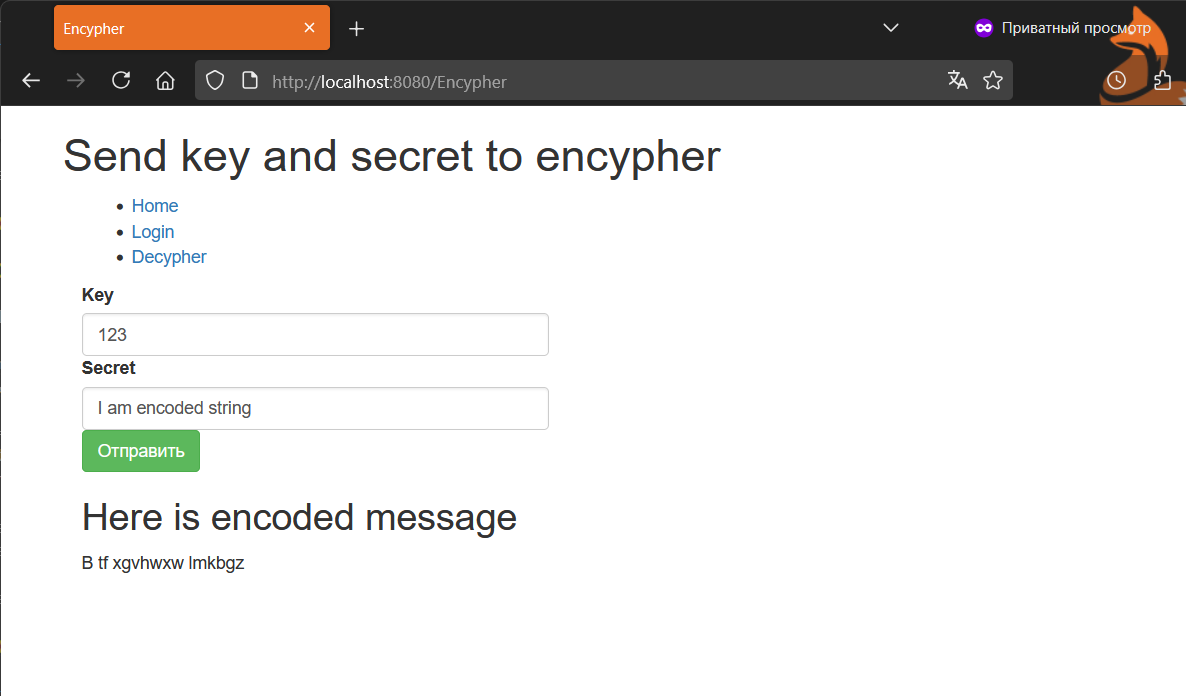 Encypher
Приватный просмотр
http://localhost:8080/Encypher
Send key and secret to encypher
Home
Login
Decypher
Key
123
Secret
I am encoded string
Отправить
Here is encoded message
B tf xgvhwxw lmkbgz